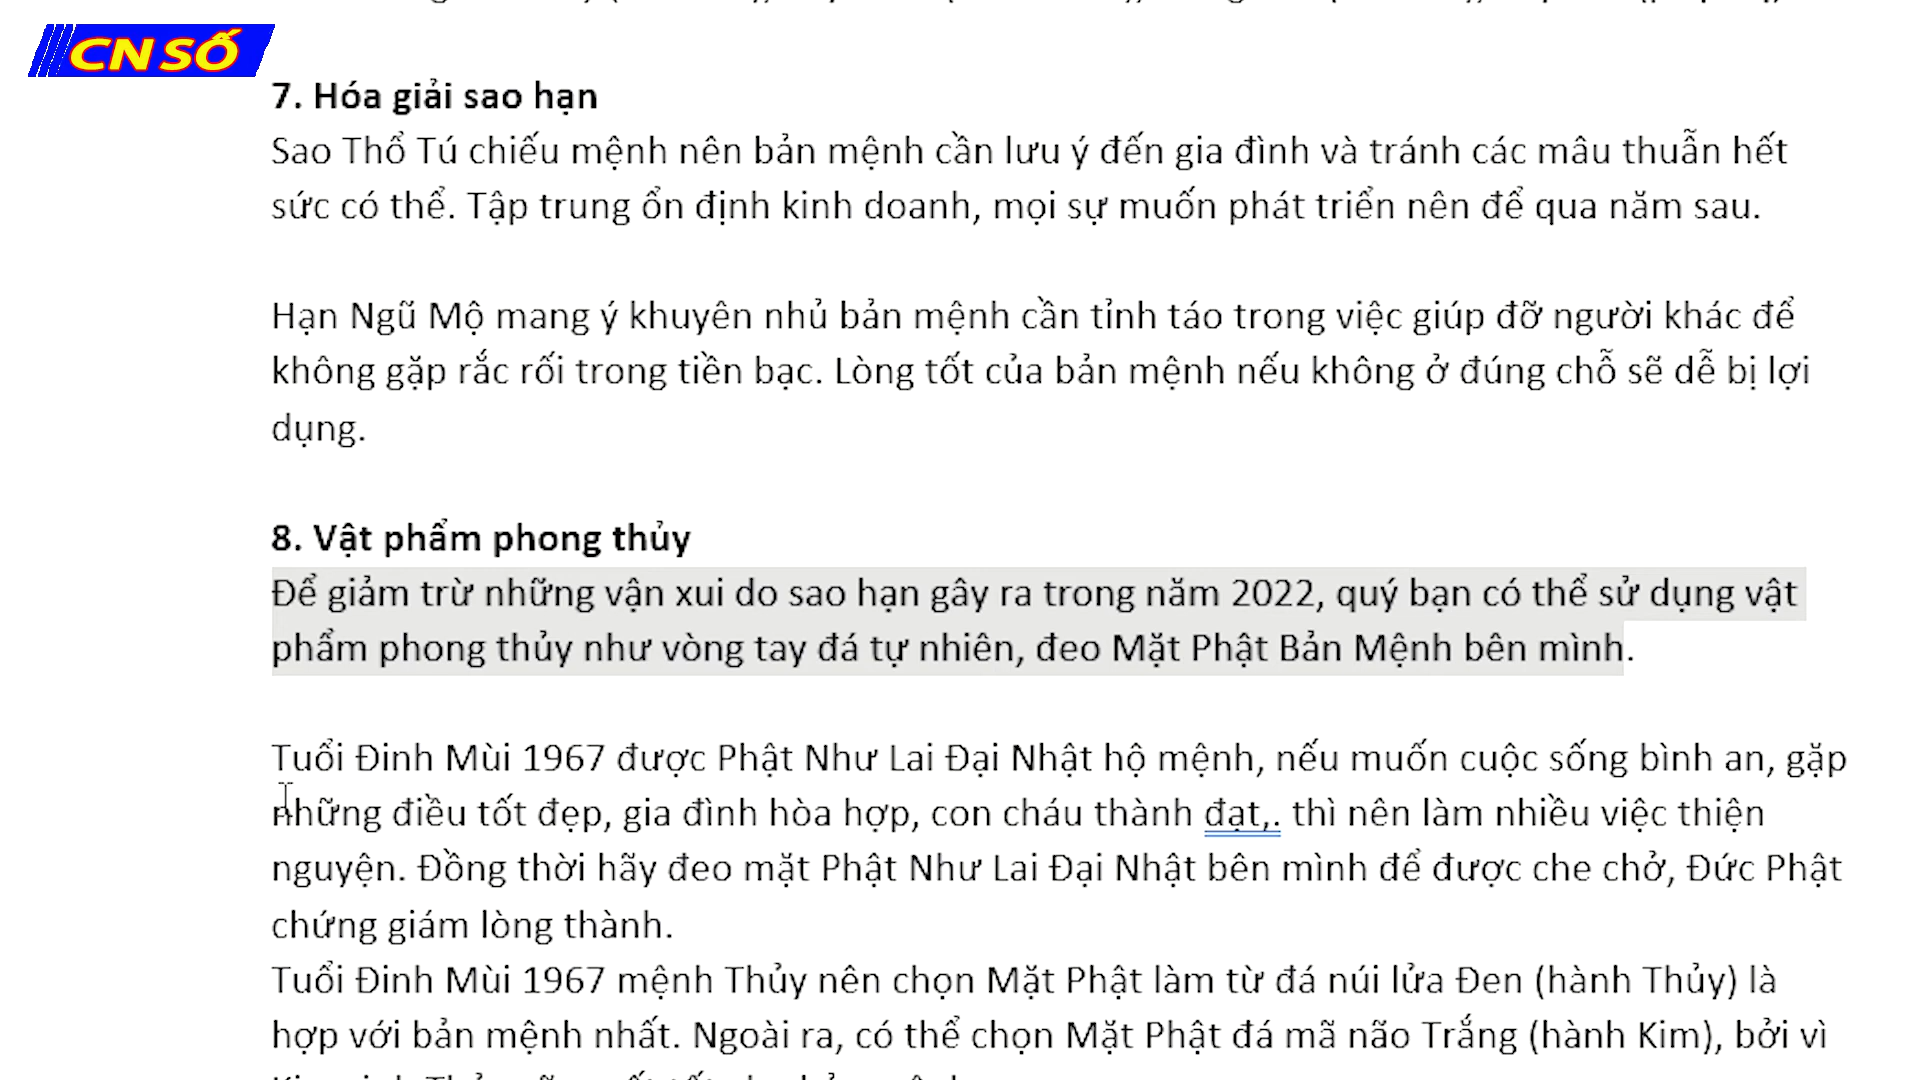 CN SỐ
7. Hóa giải sao hạn
Sao Thổ Tú chiếu mệnh nên bản mệnh cần lưu ý đến gia đình và tránh các mâu thuẫn hết
sức có thể. Tập trung ổn định kinh doanh, mọi sự muốn phát triển nên để qua năm sau.
Hạn Ngũ Mộ mang ý khuyên nhủ bản mệnh cần tỉnh táo trong việc giúp đỡ người khác để
không gặp rắc rối trong tiền bạc. Lòng tốt của bản mệnh nếu không ở đúng chỗ sẽ dễ bị lợi
dụng.
8. Vật phẩm phong thủy
Để giảm trừ những vận xui do sao hạn gây ra trong năm 2022, quý bạn có thể sử dụng vật
phẩm phong thủy như vòng tay đá tự nhiên, đeo Mặt Phật Bản Mệnh bên mình.
Tuổi Đinh Mùi 1967 được Phật Như Lai Đại Nhật hộ mệnh, nếu muốn cuộc sống bình an, gặp
những điều tốt đẹp, gia đình hòa hợp, con cháu thành đạt,. thì nên làm nhiều việc thiện
nguyện. Đồng thời hãy đeo mặt Phật Như Lai Đại Nhật bên mình để được che chở, Đức Phật
chứng giám lòng thành.
Tuổi Đinh Mùi 1967 mệnh Thủy nên chọn Mặt Phật làm từ đá núi lửa Đen (hành Thủy) là
hợp với bản mệnh nhất. Ngoài ra, có thể chọn Mặt Phật đá mã não Trắng (hành Kim), bởi vì